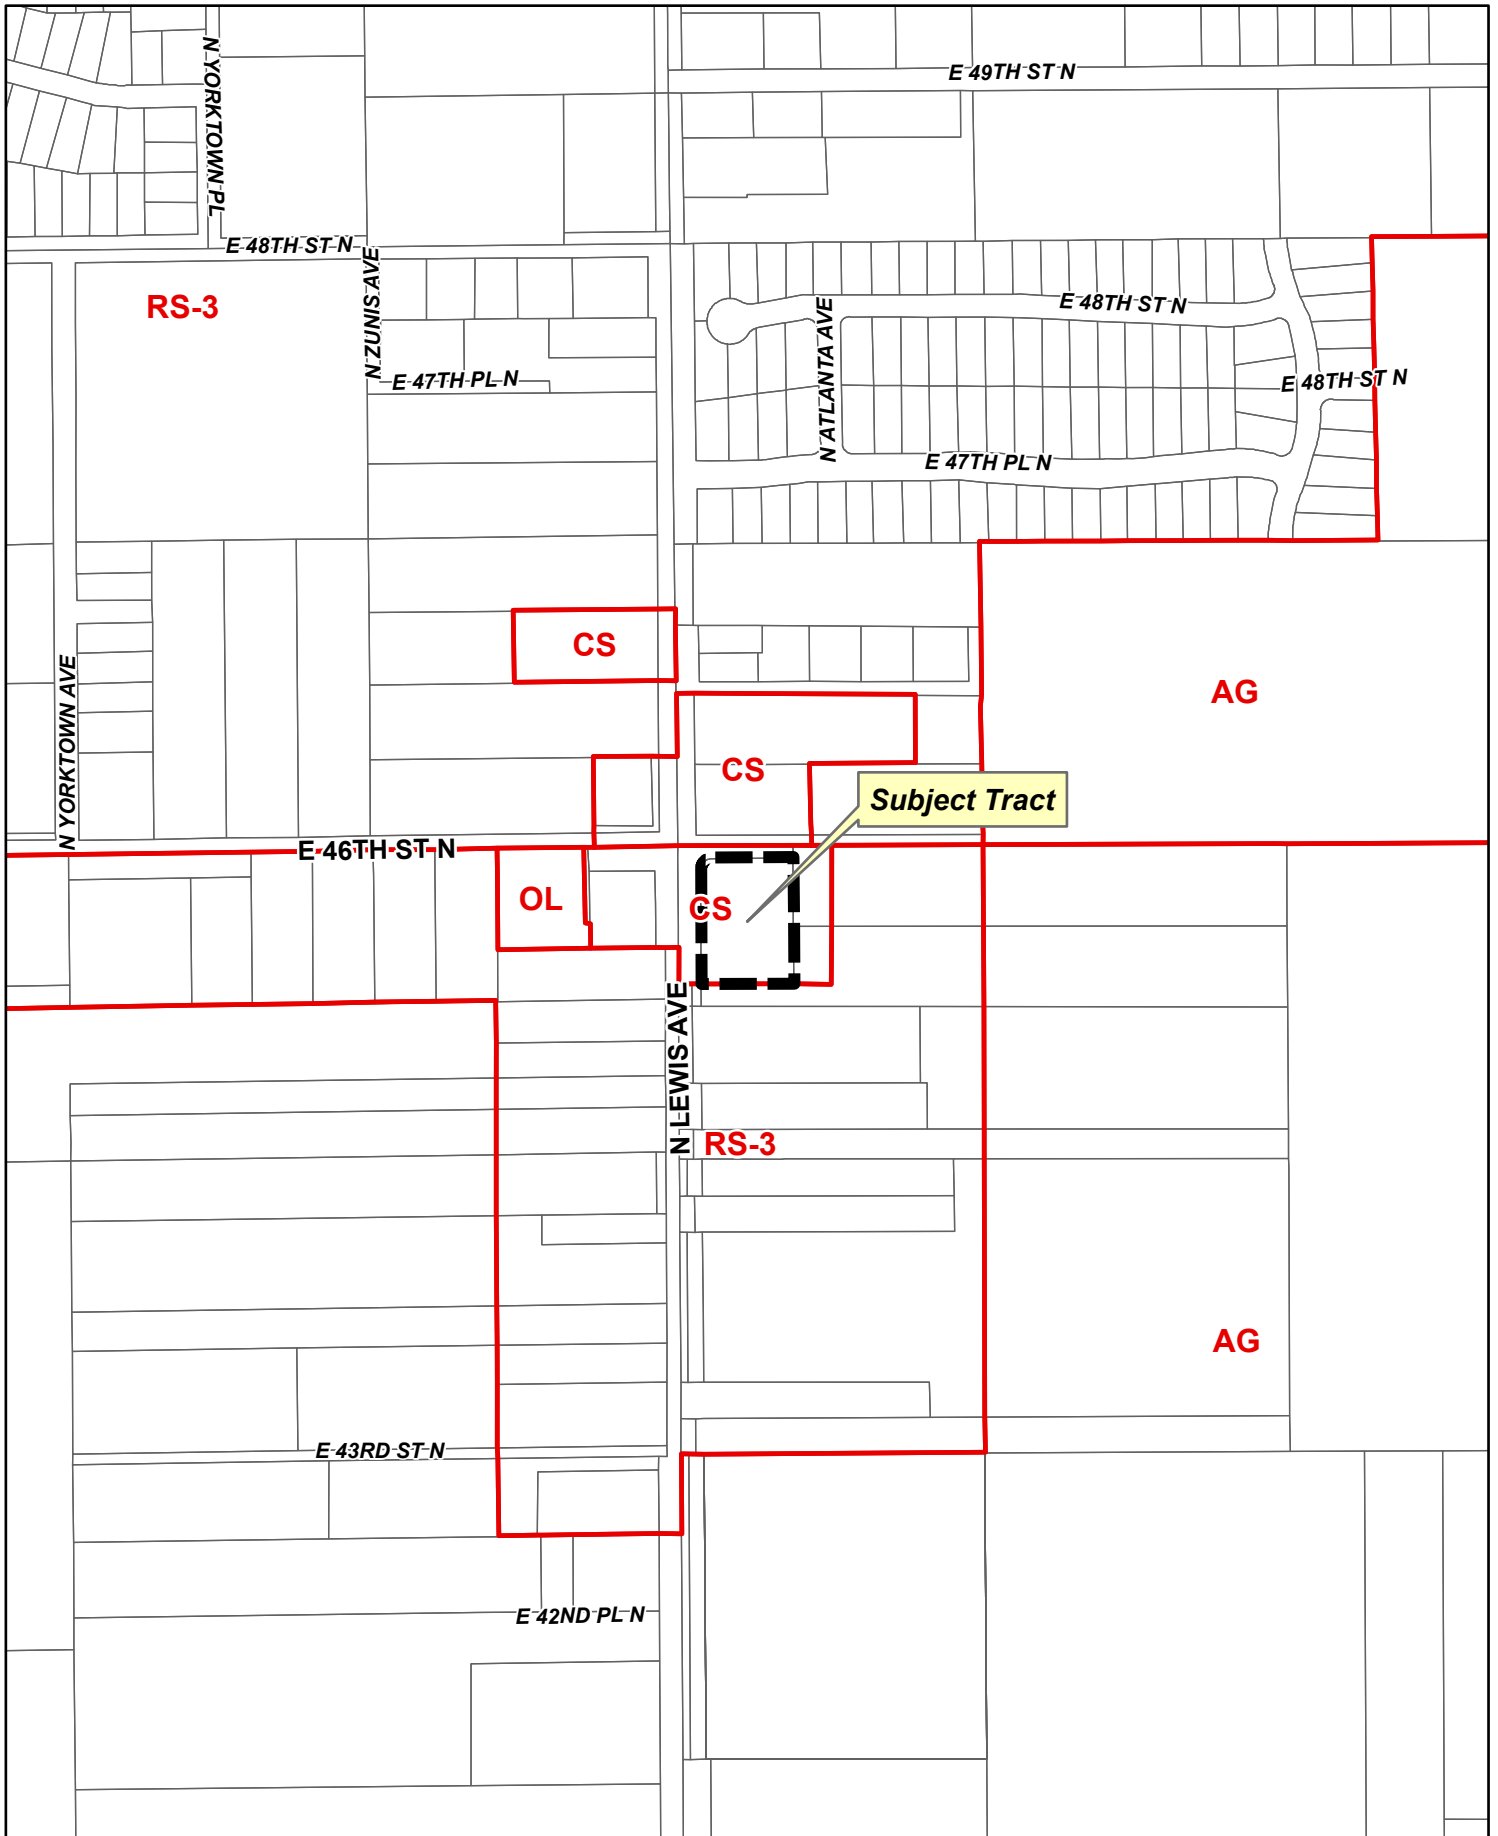 E 49TH ST N
N YORKTOWN PL
E 48TH ST N
N ZUNIS AVE
RS-3
E 48TH ST N
N ATLANTA AVE
E 47TH PL N
E 48TH ST N
E 47TH PL N
CS
AG
N YORKTOWN AVE
CS
Subject Tract
E 46TH ST N
OL
CS
N LEWIS AVE
RS-3
AG
E 43RD ST N
E 42ND PL N